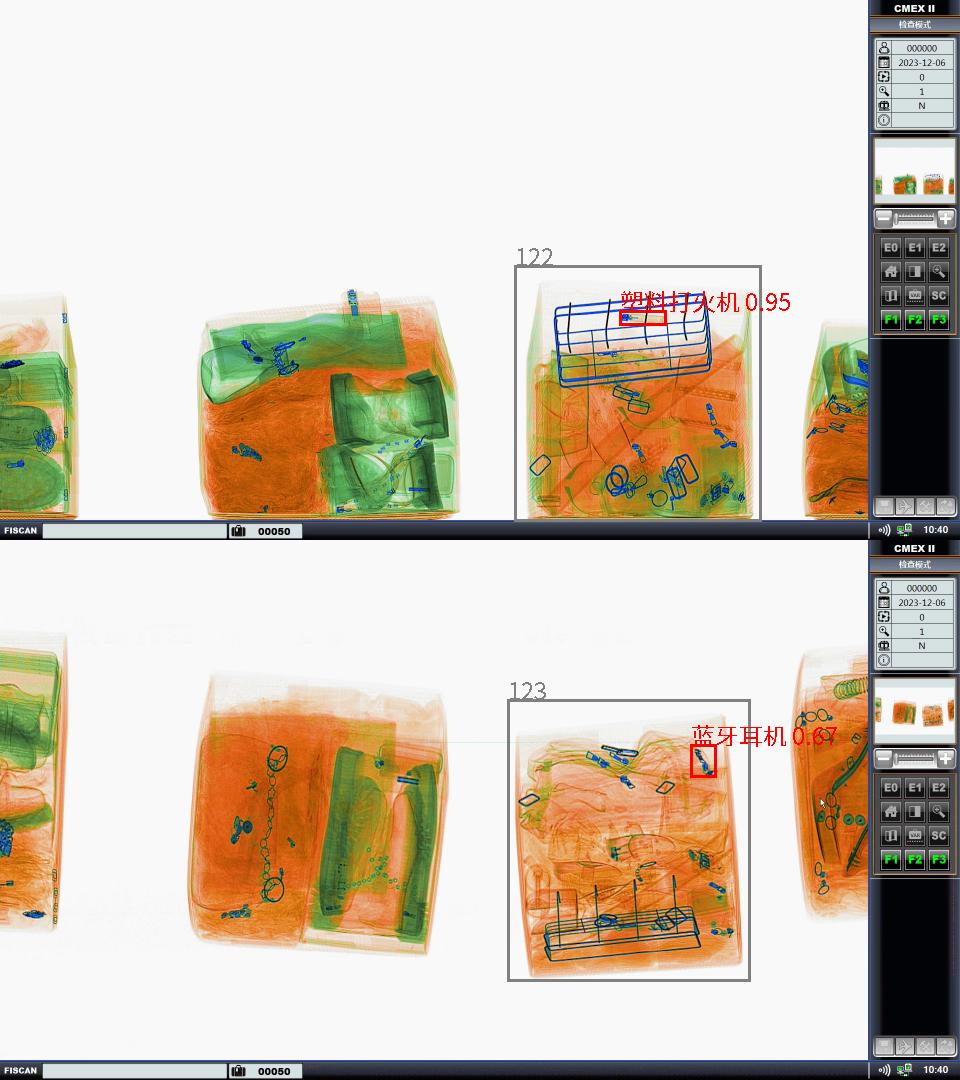 CMEX II
检查模式
000000
2023-12-06
0
1
N
E0 E1 E2
VAR SC
F1 F2 F3
122
塑料打火机 0.95
FISCAN
00050
10:40
CMEX II
检查模式
000000
2023-12-06
0
1
N
E0 E1 E2
VAR SC
F1 F2 F3
123
蓝牙耳机 0.67
FISCAN
00050
10:40